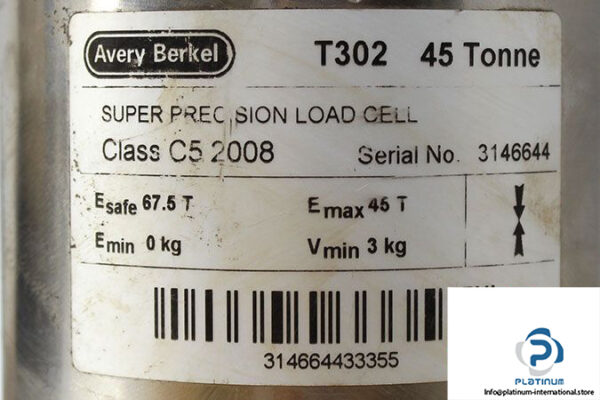 Avery Berkel T302 45 Tonne
SUPER PRECISION LOAD CELL
Class C5 2008 Serial No. 3146644
Esafe 67.5 T Emax 45 T
Emin 0 kg Vmin 3 kg
314664433355
PLATINUM
Info@platinum-international.store